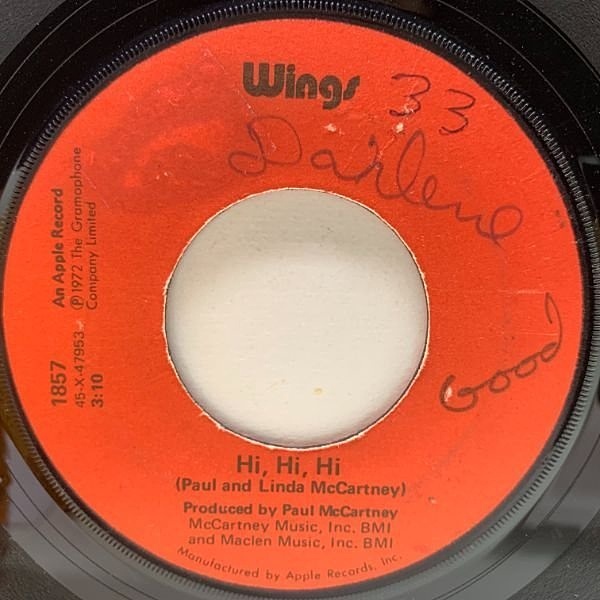 Wings
33
Darlene
Good
An Apple Record
℗ 1972 The Gramophone
Company Limited
1857
45-X-47953
3:10
Hi, Hi, Hi
(Paul and Linda McCartney)
Produced by Paul McCartney
McCartney Music, Inc. BMI
and Maclen Music, Inc. BMI
Manufactured by Apple Records, Inc.